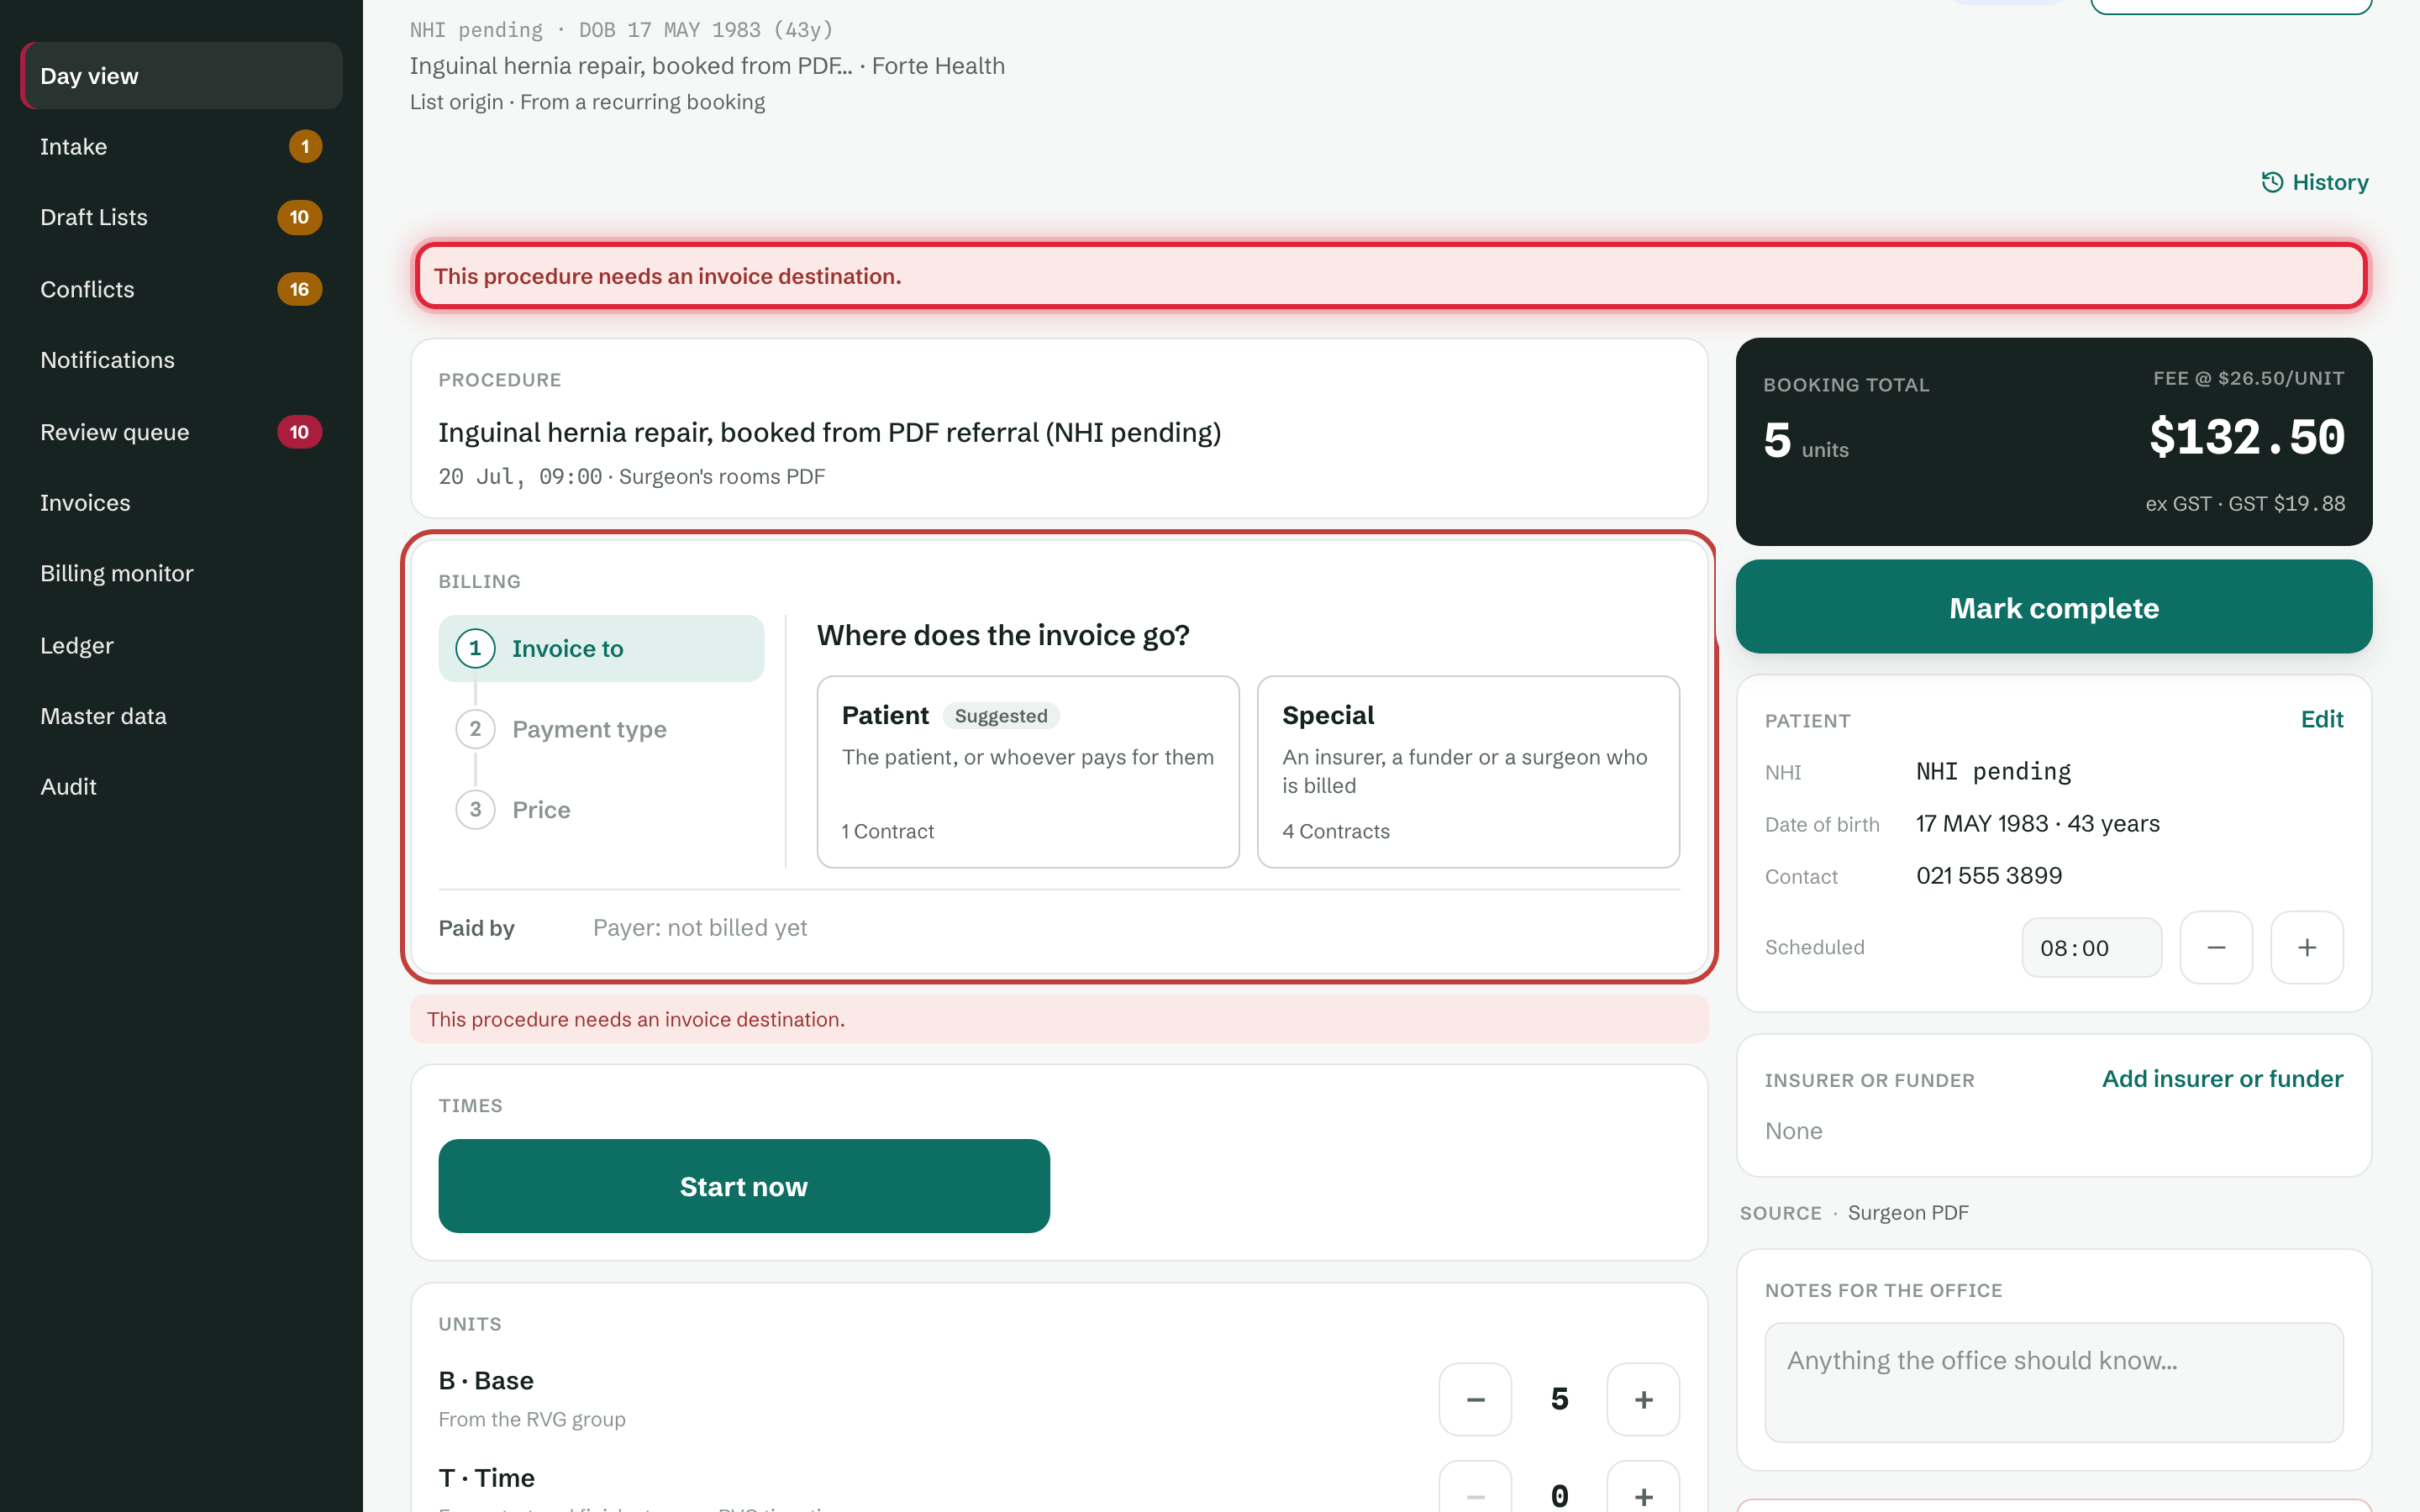 Day view
Intake 1
Draft Lists 10
Conflicts 16
Notifications
Review queue 10
Invoices
Billing monitor
Ledger
Master data
Audit
NHI pending · DOB 17 MAY 1983 (43y)
Inguinal hernia repair, booked from PDF... · Forte Health
List origin · From a recurring booking
History
This procedure needs an invoice destination.
PROCEDURE
Inguinal hernia repair, booked from PDF referral (NHI pending)
20 Jul, 09:00 · Surgeon's rooms PDF
BILLING
1 Invoice to
2 Payment type
3 Price
Where does the invoice go?
Patient Suggested
The patient, or whoever pays for them
1 Contract
Special
An insurer, a funder or a surgeon who
is billed
4 Contracts
Paid by Payer: not billed yet
This procedure needs an invoice destination.
TIMES
Start now
UNITS
B · Base
From the RVG group
− 5 +
T · Time
− 0 +
BOOKING TOTAL
5 units
FEE @ $26.50/UNIT
$132.50
ex GST · GST $19.88
Mark complete
PATIENT Edit
NHI NHI pending
Date of birth 17 MAY 1983 · 43 years
Contact 021 555 3899
Scheduled 08:00 − +
INSURER OR FUNDER Add insurer or funder
None
SOURCE · Surgeon PDF
NOTES FOR THE OFFICE
Anything the office should know...